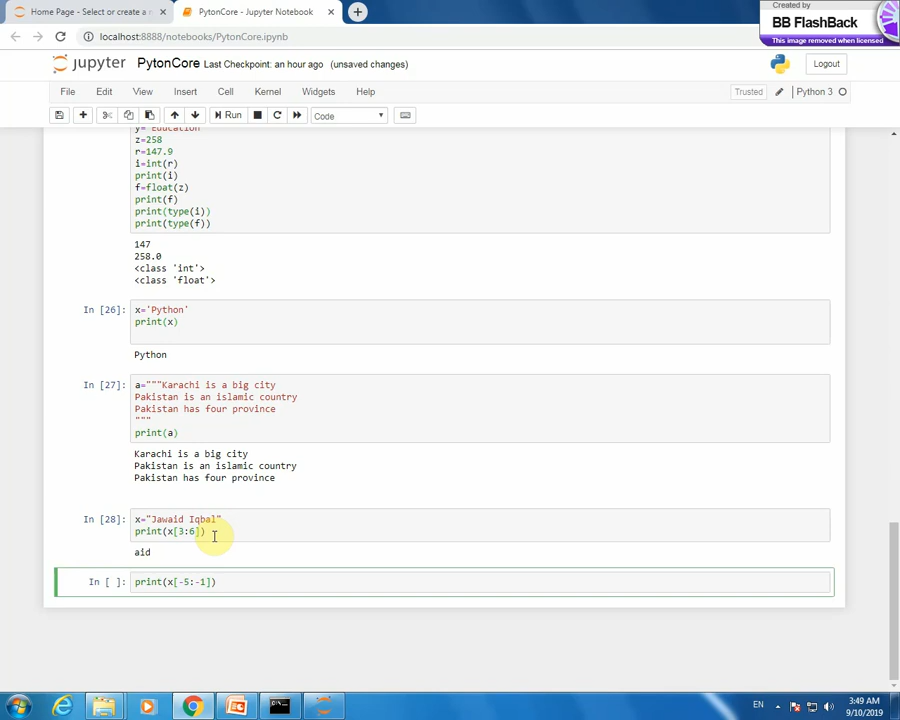 Home Page - Select or create a n
PytonCore - Jupyter Notebook
Created by
BB FlashBack
This image removed when licensed
localhost:8888/notebooks/PytonCore.ipynb
jupyter PytonCore Last Checkpoint: an hour ago (unsaved changes)
Logout
File Edit View Insert Cell Kernel Widgets Help
Trusted
Python 3
Run
Code
y="Education
z=258
r=147.9
i=int(r)
print(i)
f=float(z)
print(f)
print(type(i))
print(type(f))
147
258.0
<class 'int'>
<class 'float'>
In [26]: x='Python'
print(x)
Python
In [27]: a="""Karachi is a big city
Pakistan is an islamic country
Pakistan has four province
"""
print(a)
Karachi is a big city
Pakistan is an islamic country
Pakistan has four province
In [28]: x="Jawaid Iqbal"
print(x[3:6])
aid
In [ ]: print(x[-5:-1])
EN
3:49 AM
9/10/2019